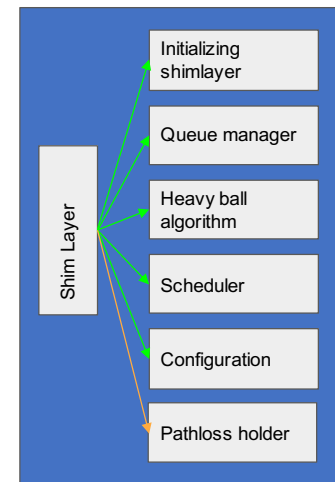 Shim Layer
Initializing
shimlayer
Queue manager
Heavy ball
algorithm
Scheduler
Configuration
Pathloss holder